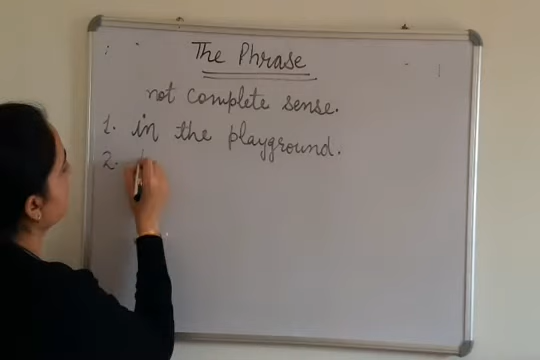 The Phrase
not complete sense.
1. in the playground.
2.